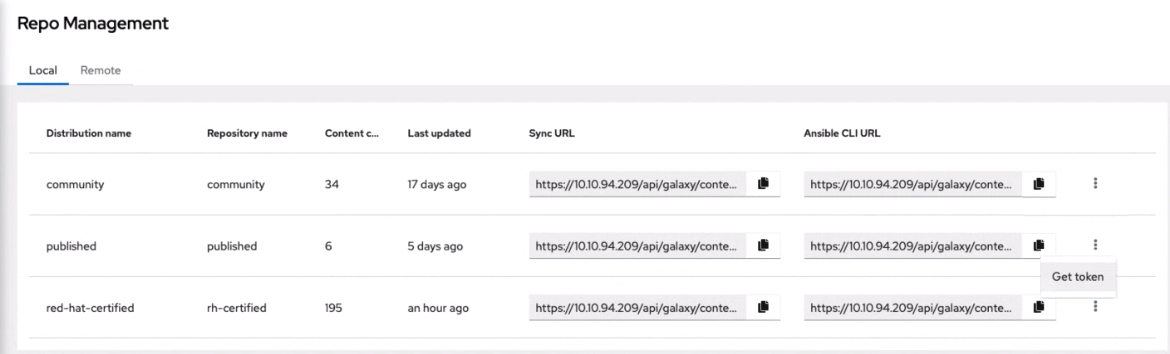 Repo Management
Local Remote
Distribution name Repository name Content c... Last updated Sync URL Ansible CLI URL
community community 34 17 days ago https://10.10.94.209/api/galaxy/conte... https://10.10.94.209/api/galaxy/conte...
published published 6 5 days ago https://10.10.94.209/api/galaxy/conte... https://10.10.94.209/api/galaxy/conte...
Get token
red-hat-certified rh-certified 195 an hour ago https://10.10.94.209/api/galaxy/conte... https://10.10.94.209/api/galaxy/conte...